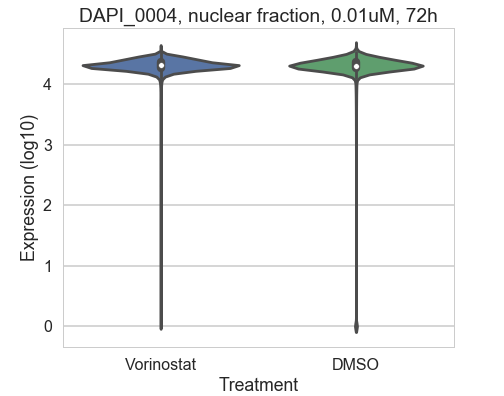 DAPI_0004, nuclear fraction, 0.01uM, 72h
Expression (log10)
4
3
2
1
0
Vorinostat DMSO
Treatment